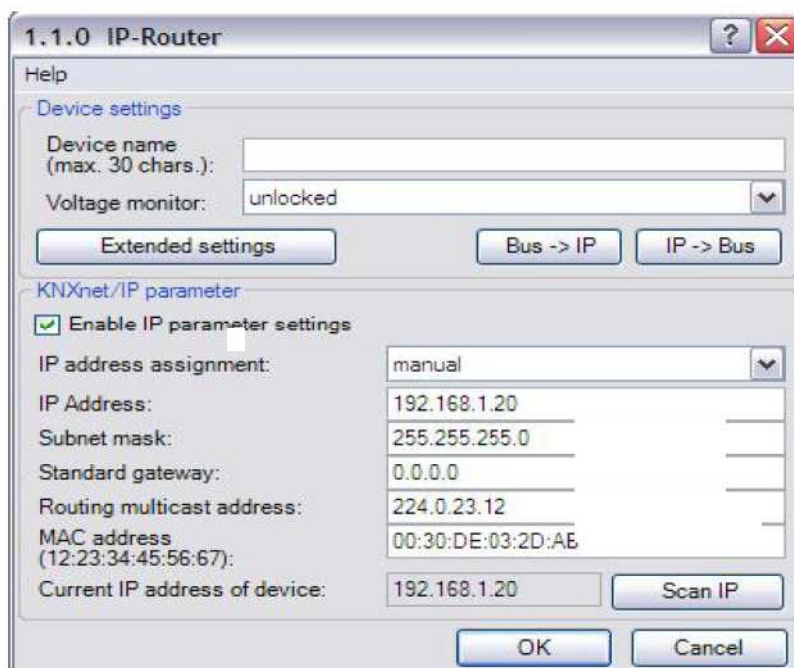 1.1.0 IP-Router
Help
Device settings
Device name
(max. 30 chars.):
Voltage monitor: unlocked
Extended settings Bus -> IP IP -> Bus
KNXnet/IP parameter
Enable IP parameter settings
IP address assignment: manual
IP Address: 192.168.1.20
Subnet mask: 255.255.255.0
Standard gateway: 0.0.0.0
Routing multicast address: 224.0.23.12
MAC address
(12:23:34:45:56:67): 00:30:DE:03:2D:AB
Current IP address of device: 192.168.1.20 Scan IP
OK Cancel